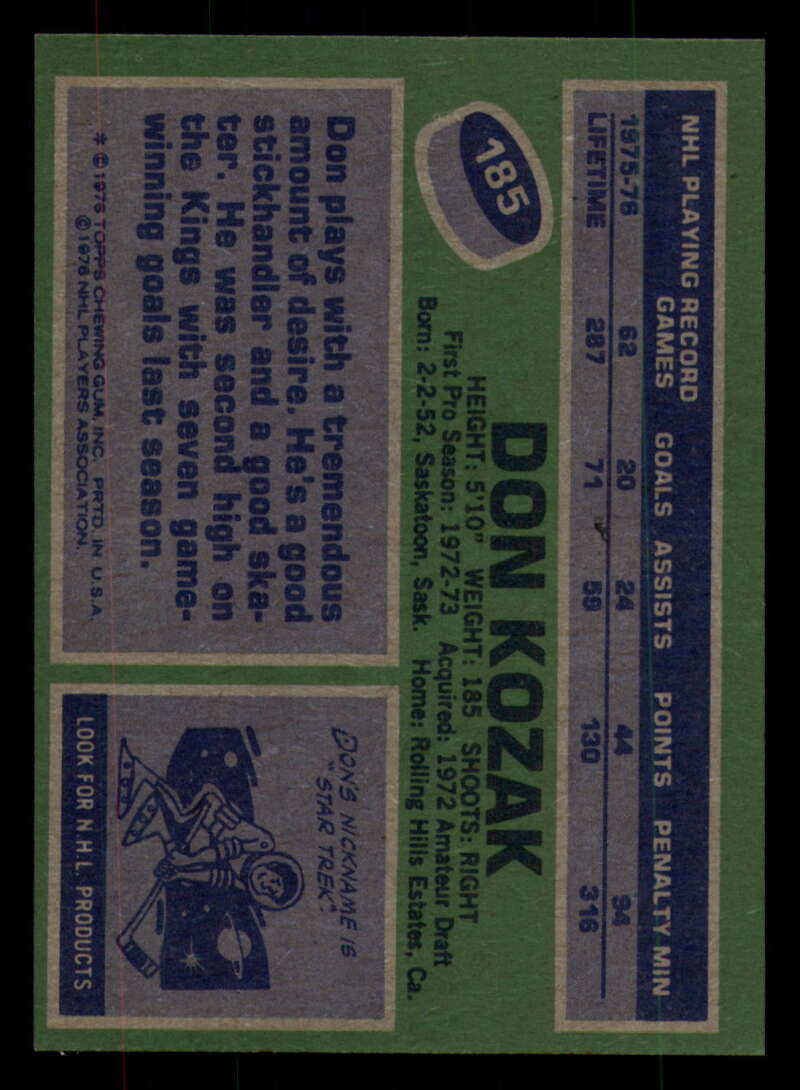 NHL PLAYING RECORD
GAMES GOALS ASSISTS POINTS PENALTY MIN
1975-76 62 20 24 44 94
LIFETIME 287 71 59 130 316
185
DON KOZAK
HEIGHT: 5'10" WEIGHT: 185 SHOOTS: RIGHT
First Pro Season: 1972-73 Acquired: 1972 Amateur Draft
Born: 2-2-52, Saskatoon, Sask. Home: Rolling Hills Estates, Ca.
Don plays with a tremendous
amount of desire. He's a good
stickhandler and a good ska-
ter. He was second high on
the Kings with seven game-
winning goals last season.
* © 1976 TOPPS CHEWING GUM, INC. PRTD. IN U.S.A.
© 1976 NHL PLAYERS ASSOCIATION.
DON'S NICKNAME IS
"STAR TREK".
LOOK FOR N.H.L. PRODUCTS